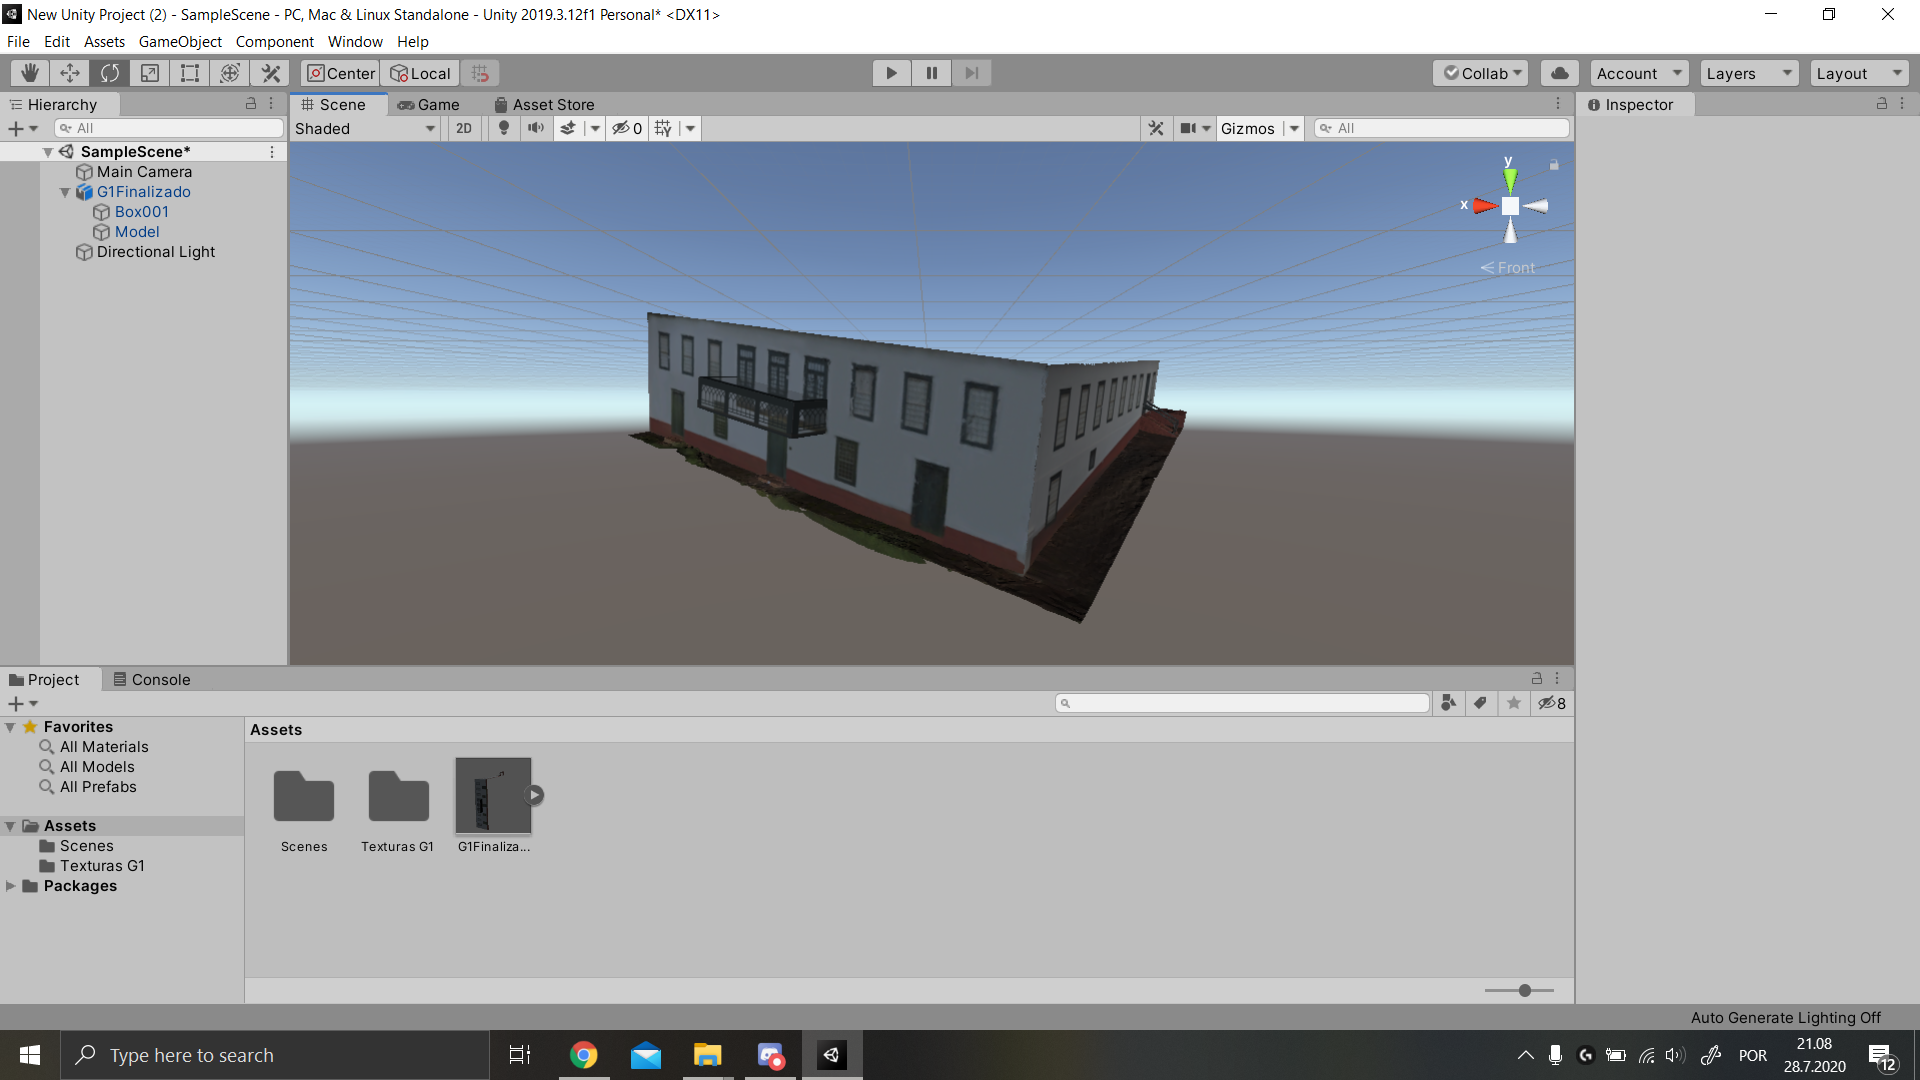 New Unity Project (2) - SampleScene - PC, Mac & Linux Standalone - Unity 2019.3.12f1 Personal* <DX11>
File Edit Assets GameObject Component Window Help
Center Local Collab Account Layers Layout
Hierarchy Scene Game Asset Store Inspector
All Shaded 2D 0 Gizmos All
SampleScene*
Main Camera
G1Finalizado
Box001
Model
Directional Light
y
x
Front
Project Console
8
Favorites
All Materials
All Models
All Prefabs
Assets
Scenes
Texturas G1
Packages
Assets
Scenes Texturas G1 G1Finaliza...
Auto Generate Lighting Off
Type here to search
POR
21.08
28.7.2020
12